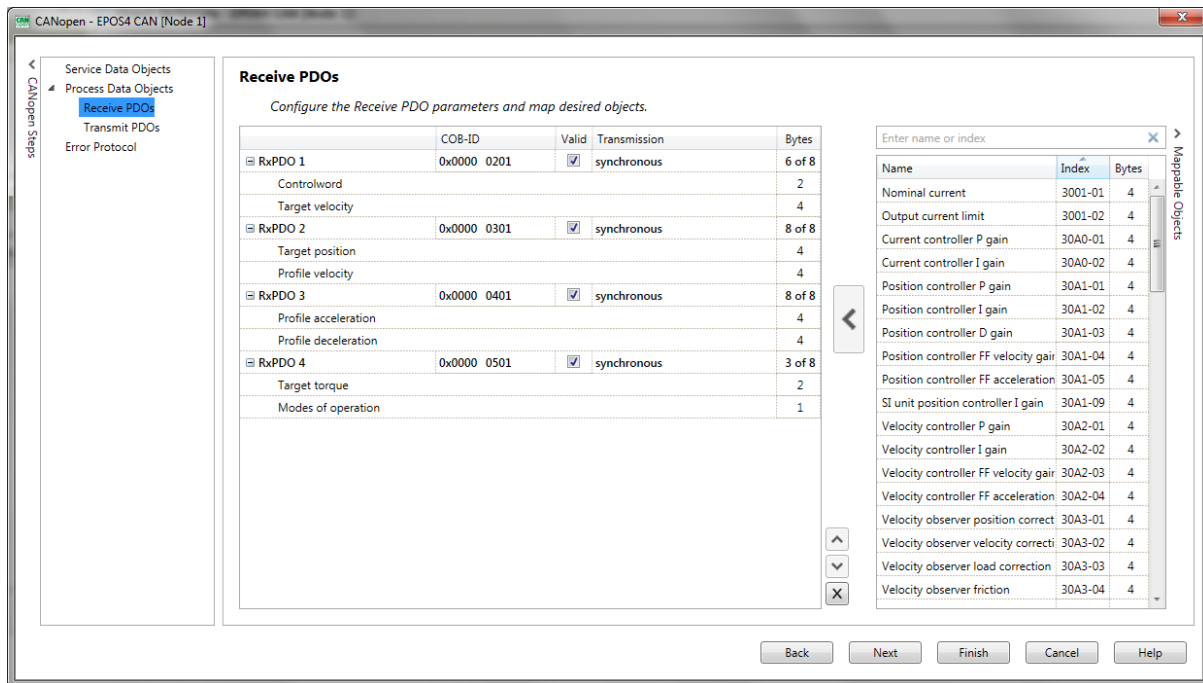 CANopen - EPOS4 CAN [Node 1]
CANopen Steps
Service Data Objects
Process Data Objects
Receive PDOs
Transmit PDOs
Error Protocol
Receive PDOs
Configure the Receive PDO parameters and map desired objects.
COB-ID Valid Transmission Bytes
RxPDO 1 0x0000 0201 synchronous 6 of 8
Controlword 2
Target velocity 4
RxPDO 2 0x0000 0301 synchronous 8 of 8
Target position 4
Profile velocity 4
RxPDO 3 0x0000 0401 synchronous 8 of 8
Profile acceleration 4
Profile deceleration 4
RxPDO 4 0x0000 0501 synchronous 3 of 8
Target torque 2
Modes of operation 1
Enter name or index
Mappable Objects
Name Index Bytes
Nominal current 3001-01 4
Output current limit 3001-02 4
Current controller P gain 30A0-01 4
Current controller I gain 30A0-02 4
Position controller P gain 30A1-01 4
Position controller I gain 30A1-02 4
Position controller D gain 30A1-03 4
Position controller FF velocity gair 30A1-04 4
Position controller FF acceleration 30A1-05 4
SI unit position controller I gain 30A1-09 4
Velocity controller P gain 30A2-01 4
Velocity controller I gain 30A2-02 4
Velocity controller FF velocity gair 30A2-03 4
Velocity controller FF acceleration 30A2-04 4
Velocity observer position correct 30A3-01 4
Velocity observer velocity correcti 30A3-02 4
Velocity observer load correction 30A3-03 4
Velocity observer friction 30A3-04 4
Back Next Finish Cancel Help